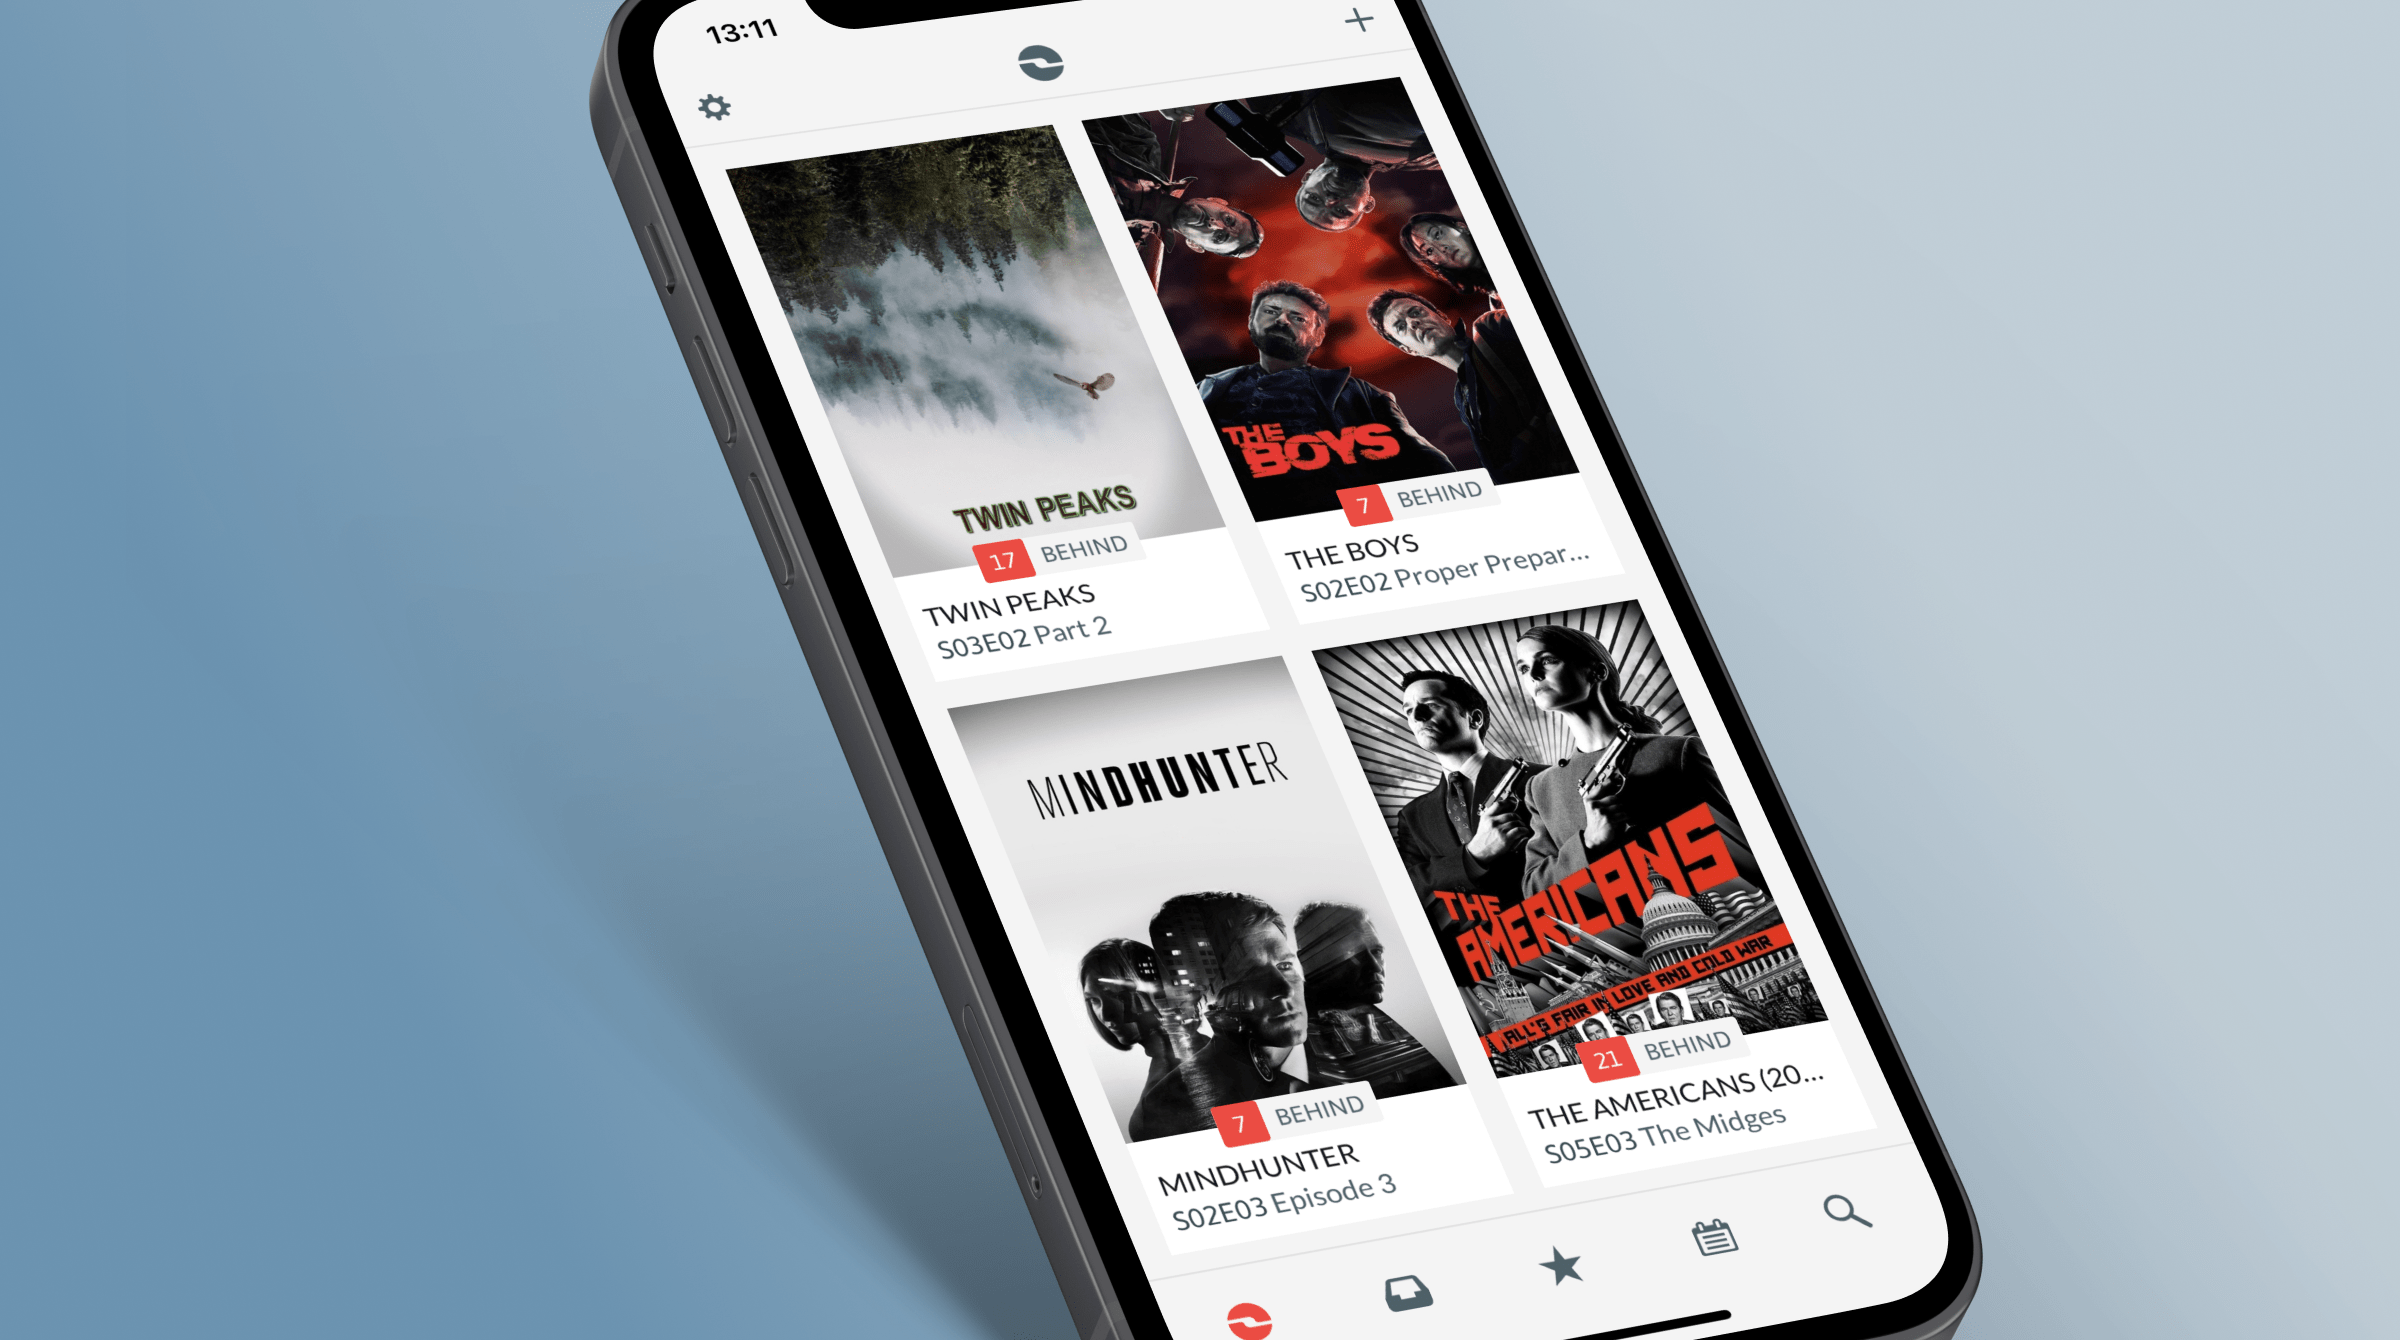 13:11
TWIN PEAKS
17 BEHIND
TWIN PEAKS
S03E02 Part 2
THE
BOYS
7 BEHIND
THE BOYS
S02E02 Proper Prepar...
MINDHUNTER
7 BEHIND
MINDHUNTER
S02E03 Episode 3
THE
AMERICANS
ALL'S FAIR IN LOVE AND COLD WAR
21 BEHIND
THE AMERICANS (20...
S05E03 The Midges